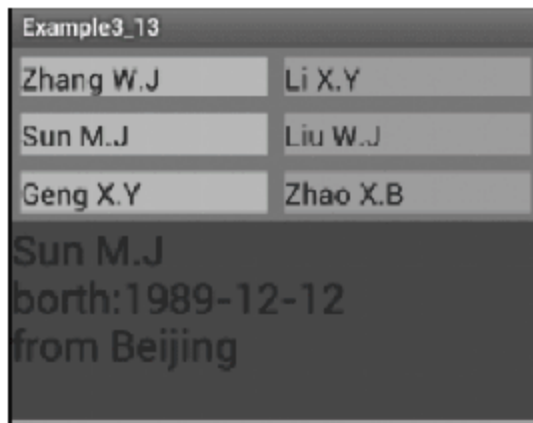 Example3_13
Zhang W.J Li X.Y
Sun M.J Liu W.J
Geng X.Y Zhao X.B
Sun M.J
borth:1989-12-12
from Beijing